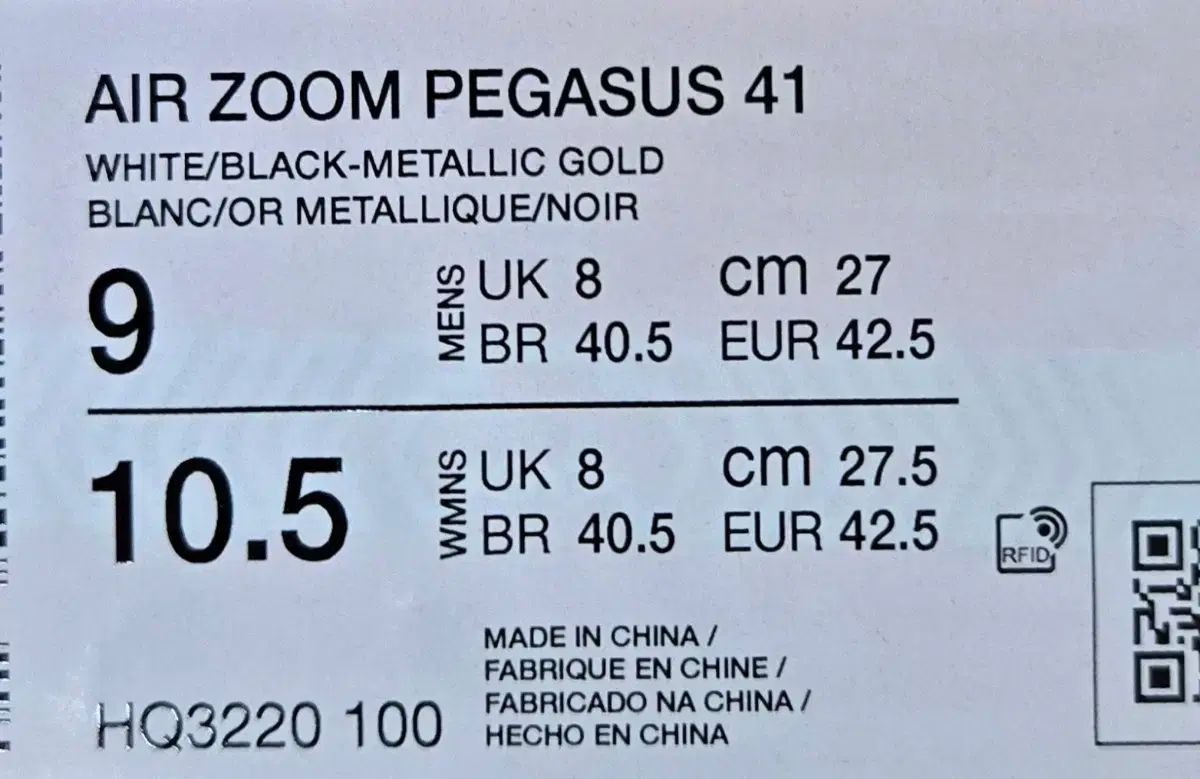 AIR ZOOM PEGASUS 41
WHITE/BLACK-METALLIC GOLD
BLANC/OR METALLIQUE/NOIR
9 MENS UK 8 cm 27
BR 40.5 EUR 42.5
10.5 WMNS UK 8 cm 27.5
BR 40.5 EUR 42.5
RFID
MADE IN CHINA /
FABRIQUE EN CHINE /
FABRICADO NA CHINA /
HECHO EN CHINA
HQ3220 100